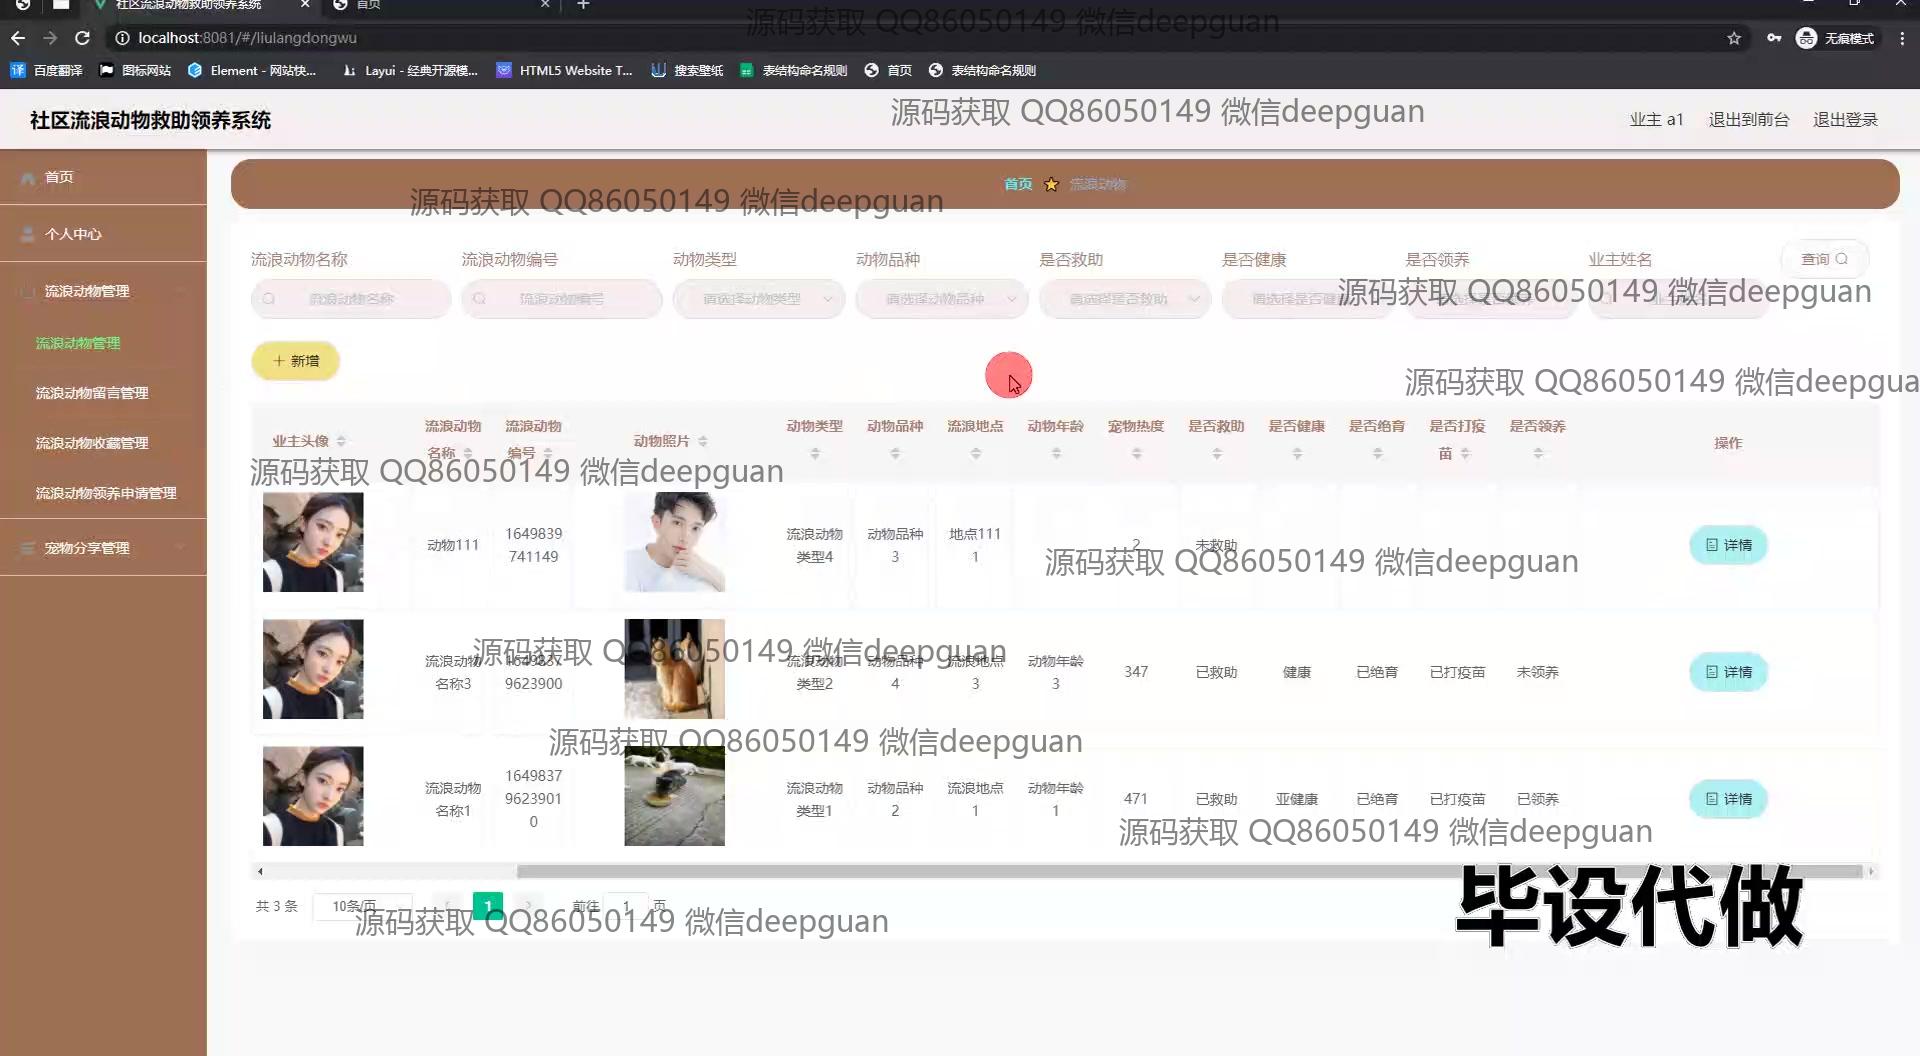 社区流浪动物救助领养系统
首页
源码获取 QQ86050149 微信deepguan
localhost:8081/#/liulangdongwu
无痕模式
百度翻译 图标网站 Element - 网站快... Layui - 经典开源模... HTML5 Website T... 搜索壁纸 表结构命名规则 首页 表结构命名规则
社区流浪动物救助领养系统
源码获取 QQ86050149 微信deepguan
业主 a1 退出到前台 退出登录
首页
个人中心
流浪动物管理
流浪动物管理
流浪动物留言管理
流浪动物收藏管理
流浪动物领养申请管理
宠物分享管理
首页 流浪动物
源码获取 QQ86050149 微信deepguan
流浪动物名称 流浪动物编号 动物类型 动物品种 是否救助 是否健康 是否领养 业主姓名 查询
流浪动物名称 流浪动物编号 请选择动物类型 请选择动物品种 请选择是否救助
源码获取 QQ86050149 微信deepguan
新增
源码获取 QQ86050149 微信deepgua
业主头像 流浪动物名称 流浪动物编号 动物照片 动物类型 动物品种 流浪地点 动物年龄 宠物热度 是否救助 是否健康 是否绝育 是否打疫苗 是否领养 操作
源码获取 QQ86050149 微信deepguan
动物111 1649839741149 流浪动物类型4 动物品种3 地点1111 2 未救助 详情
源码获取 QQ86050149 微信deepguan
流浪动物名称3 16498379623900 流浪动物类型2 动物品种4 流浪地点3 动物年龄3 347 已救助 健康 已绝育 已打疫苗 未领养 详情
源码获取 QQ86050149 微信deepguan
源码获取 QQ86050149 微信deepguan
流浪动物名称1 164983796239010 流浪动物类型1 动物品种2 流浪地点1 动物年龄1 471 已救助 亚健康 已绝育 已打疫苗 已领养 详情
源码获取 QQ86050149 微信deepguan
共 3 条 10条/页 1 前往 1 页
源码获取 QQ86050149 微信deepguan
毕设代做